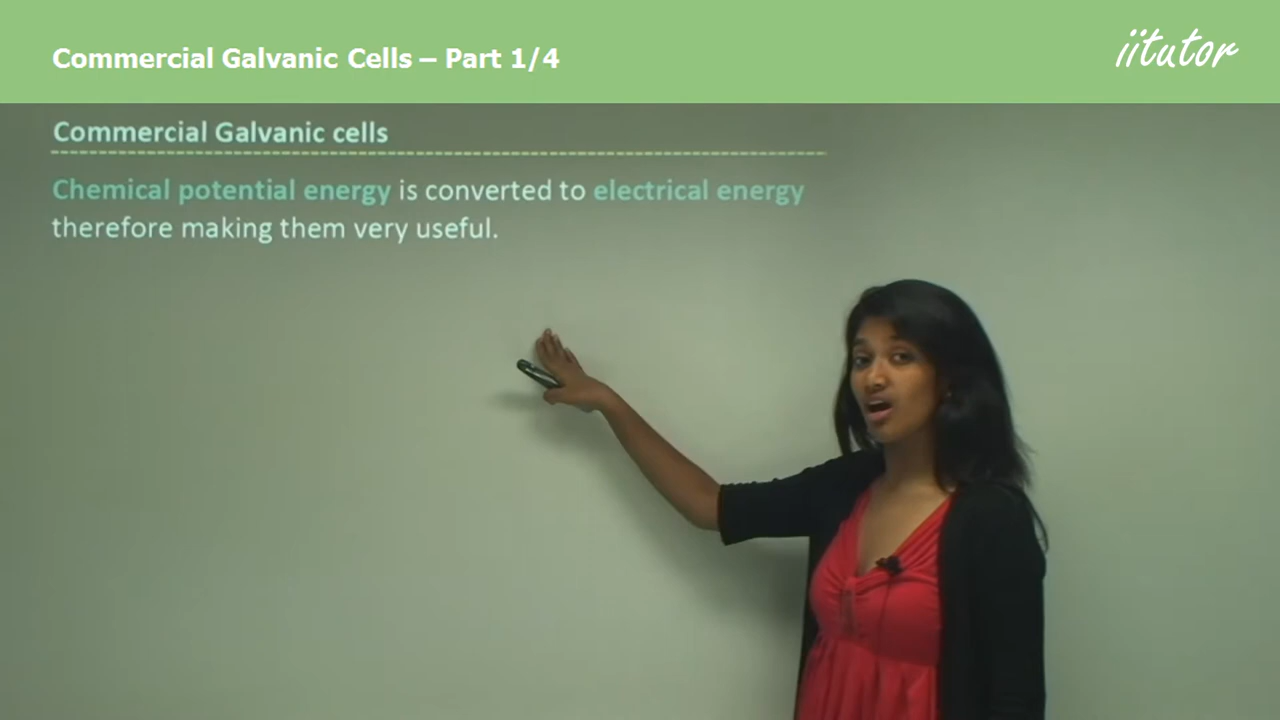 Commercial Galvanic Cells – Part 1/4
iitutor
Commercial Galvanic cells
Chemical potential energy is converted to electrical energy
therefore making them very useful.